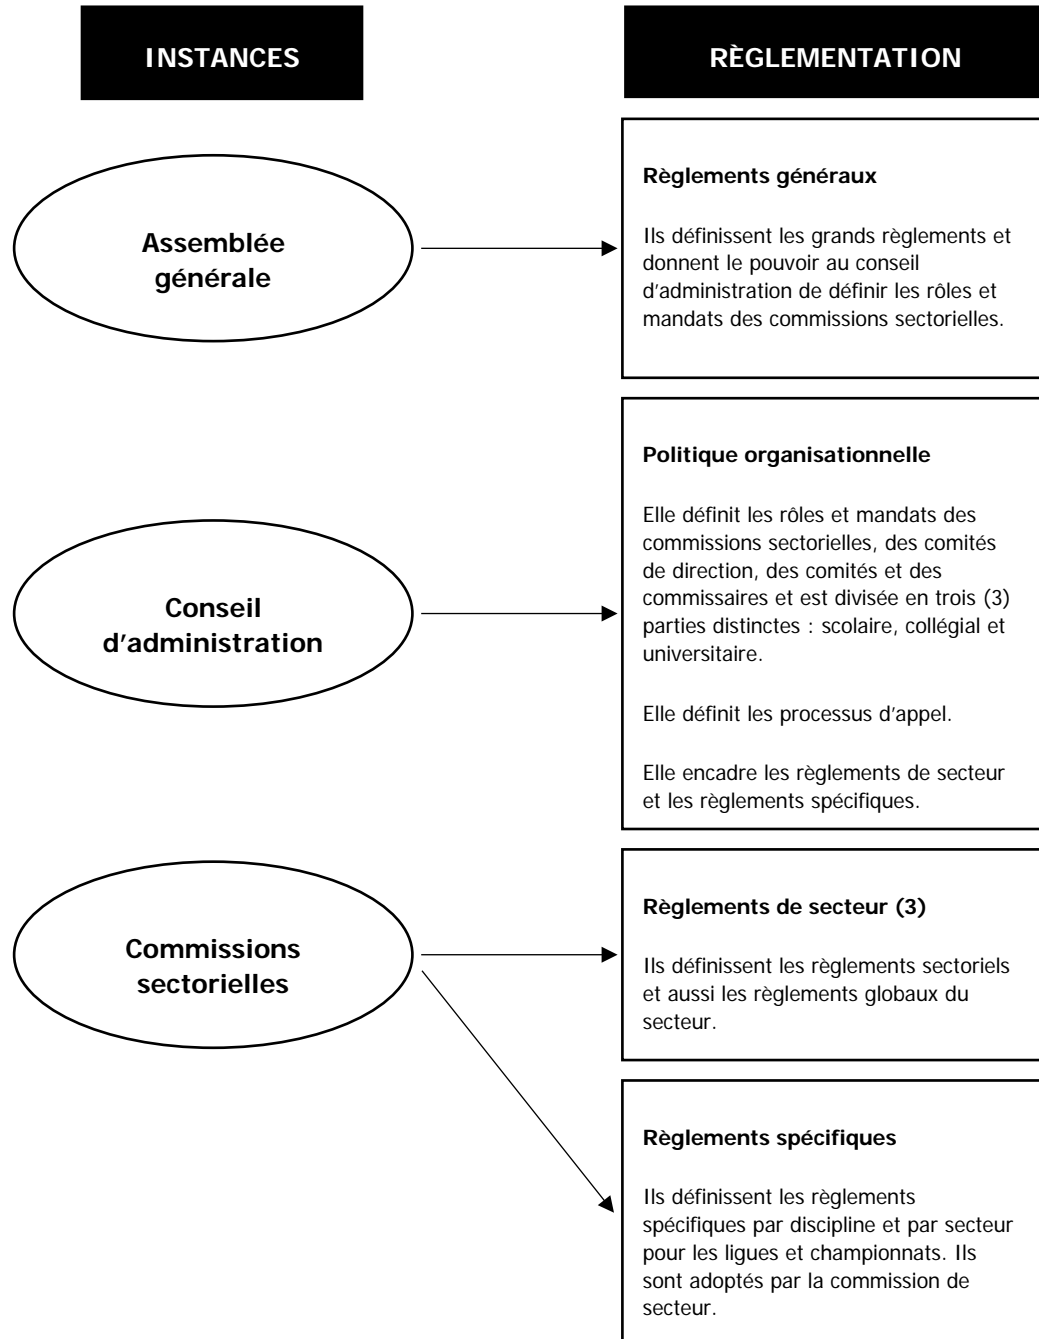 INSTANCES
RÈGLEMENTATION
Assemblée
générale
Règlements généraux
Ils définissent les grands règlements et
donnent le pouvoir au conseil
d'administration de définir les rôles et
mandats des commissions sectorielles.
Conseil
d'administration
Politique organisationnelle
Elle définit les rôles et mandats des
commissions sectorielles, des comités
de direction, des comités et des
commissaires et est divisée en trois (3)
parties distinctes : scolaire, collégial et
universitaire.
Elle définit les processus d'appel.
Elle encadre les règlements de secteur
et les règlements spécifiques.
Commissions
sectorielles
Règlements de secteur (3)
Ils définissent les règlements sectoriels
et aussi les règlements globaux du
secteur.
Règlements spécifiques
Ils définissent les règlements
spécifiques par discipline et par secteur
pour les ligues et championnats. Ils
sont adoptés par la commission de
secteur.